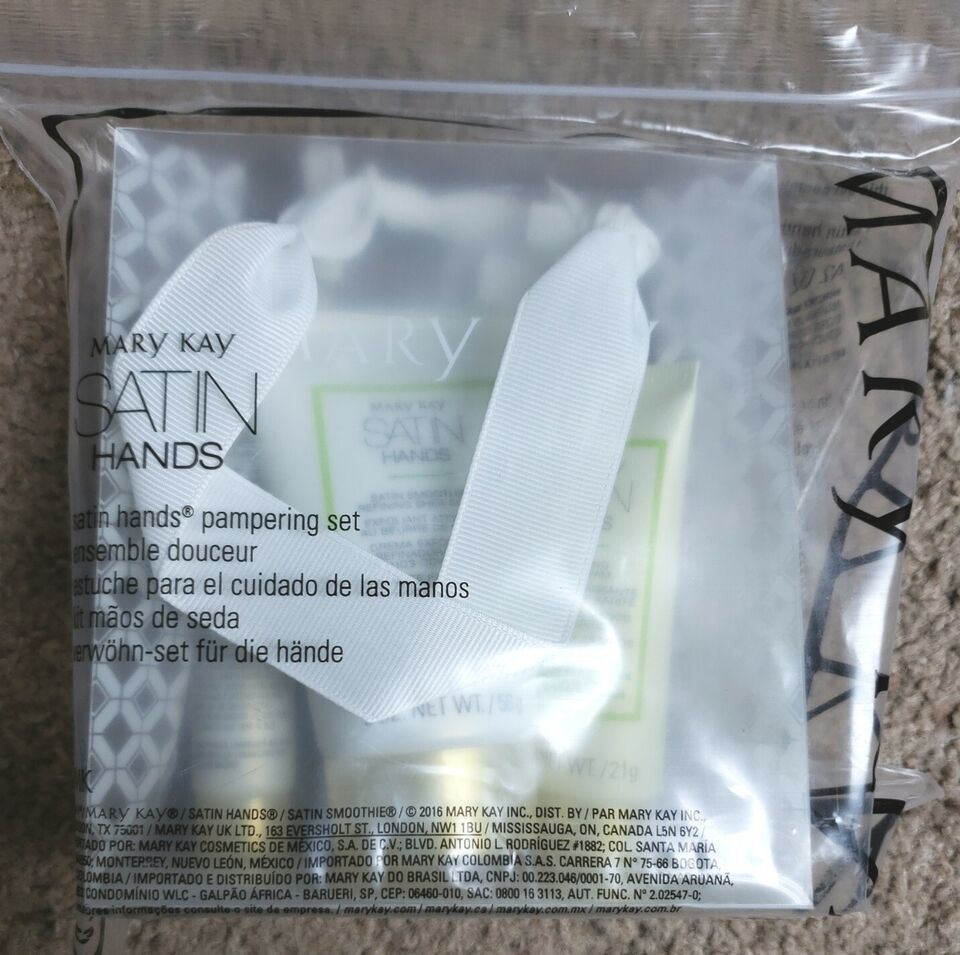 MARY KAY
SATIN
HANDS
satin hands® pampering set
ensemble douceur
estuche para el cuidado de las manos
kit mãos de seda
verwöhn-set für die hände
MARY
MARY KAY
SATIN
HANDS
SATIN SMOOTHIE
NET WT./56g
WT./21g
MARY KAY
MARY KAY®/ SATIN HANDS®/ SATIN SMOOTHIE®/ © 2016 MARY KAY INC., DIST. BY / PAR MARY KAY INC.,
TX 75001 / MARY KAY UK LTD., 163 EVERSHOLT ST., LONDON, NW1 1BU / MISSISSAUGA, ON, CANADA L5N 6Y2 /
POR: MARY KAY COSMETICS DE MÉXICO, S.A. DE C.V.; BLVD. ANTONIO L. RODRÍGUEZ #1882; COL. SANTA MARÍA
MONTERREY, NUEVO LEÓN, MÉXICO / IMPORTADO POR MARY KAY COLOMBIA S.A.S. CARRERA 7 N° 75-66 BOGOTA,
COLOMBIA / IMPORTADO E DISTRIBUÍDO POR: MARY KAY DO BRASIL LTDA, CNPJ: 00.223.046/0001-70, AVENIDA ARUANÃ,
CONDOMÍNIO WLC - GALPÃO ÁFRICA - BARUERI, SP, CEP: 06460-010, SAC: 0800 16 3113, AUT. FUNC. N° 2.02547-0;
informações consulte o site da empresa. / marykay.com / marykay.ca / marykay.com.mx / marykay.com.br